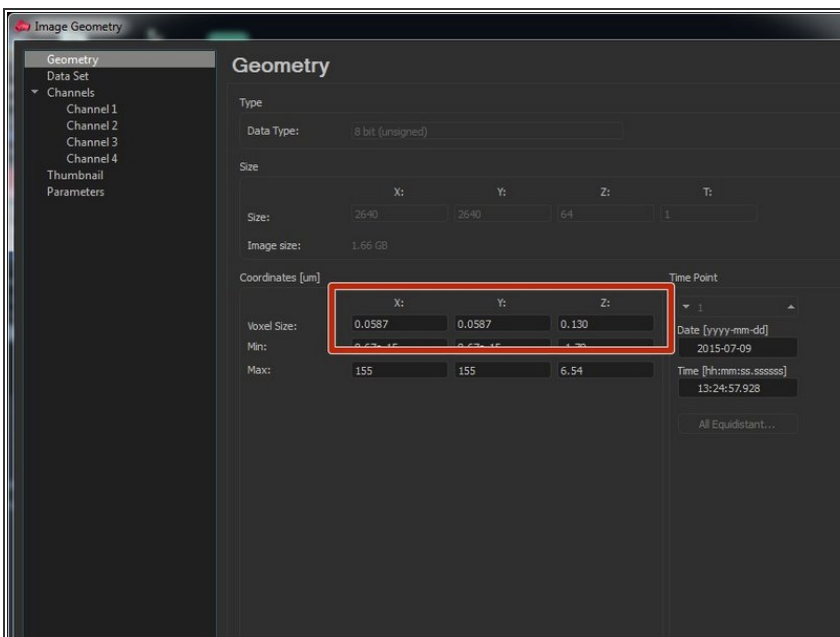 Image Geometry
Geometry
Data Set
Channels
Channel 1
Channel 2
Channel 3
Channel 4
Thumbnail
Parameters
Geometry
Type
Data Type: 8 bit (unsigned)
Size
X: Y: Z: T:
Size: 2640 2640 64 1
Image size: 1.66 GB
Coordinates [um]
X: Y: Z:
Voxel Size: 0.0587 0.0587 0.130
Min:
Max: 155 155 6.54
Time Point
1
Date [yyyy-mm-dd]
2015-07-09
Time [hh:mm:ss.ssssss]
13:24:57.928
All Equidistant...